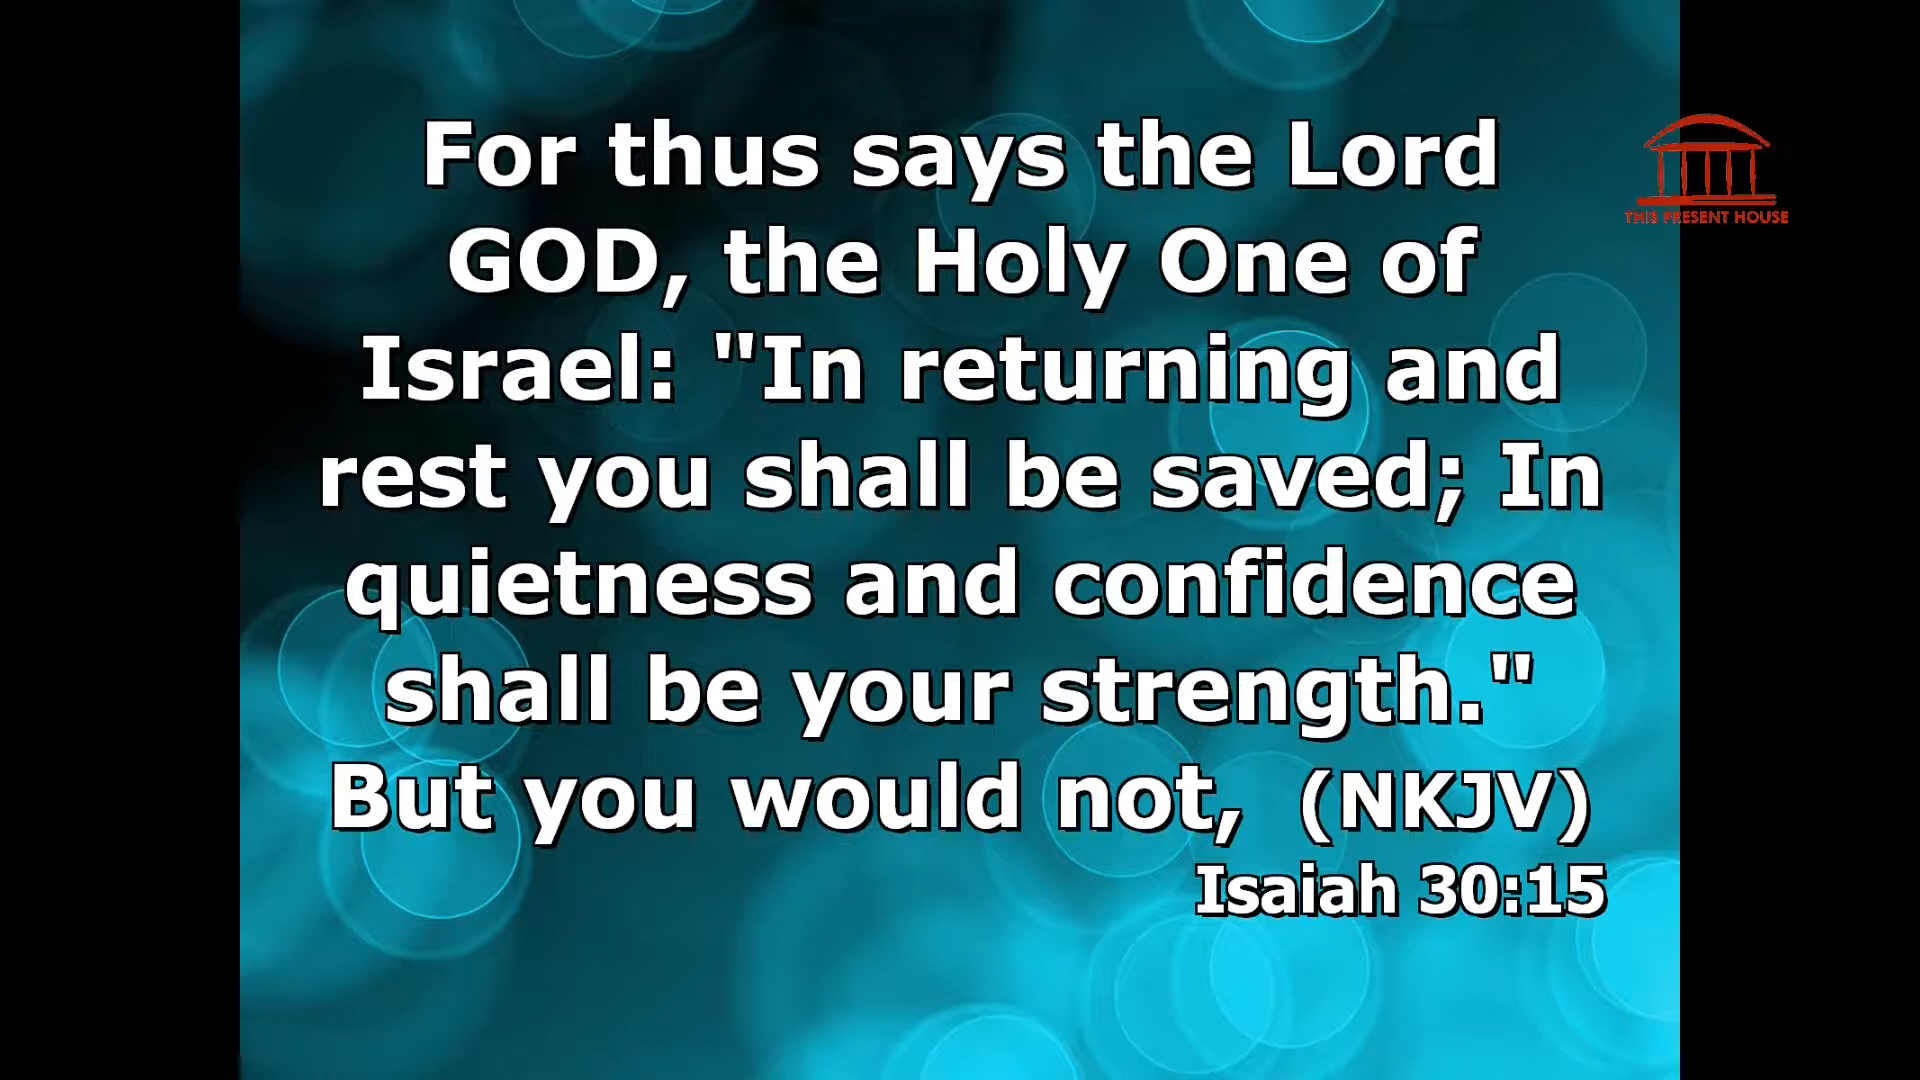 For thus says the Lord
GOD, the Holy One of
Israel: "In returning and
rest you shall be saved; In
quietness and confidence
shall be your strength."
But you would not, (NKJV)
Isaiah 30:15
THIS PRESENT HOUSE